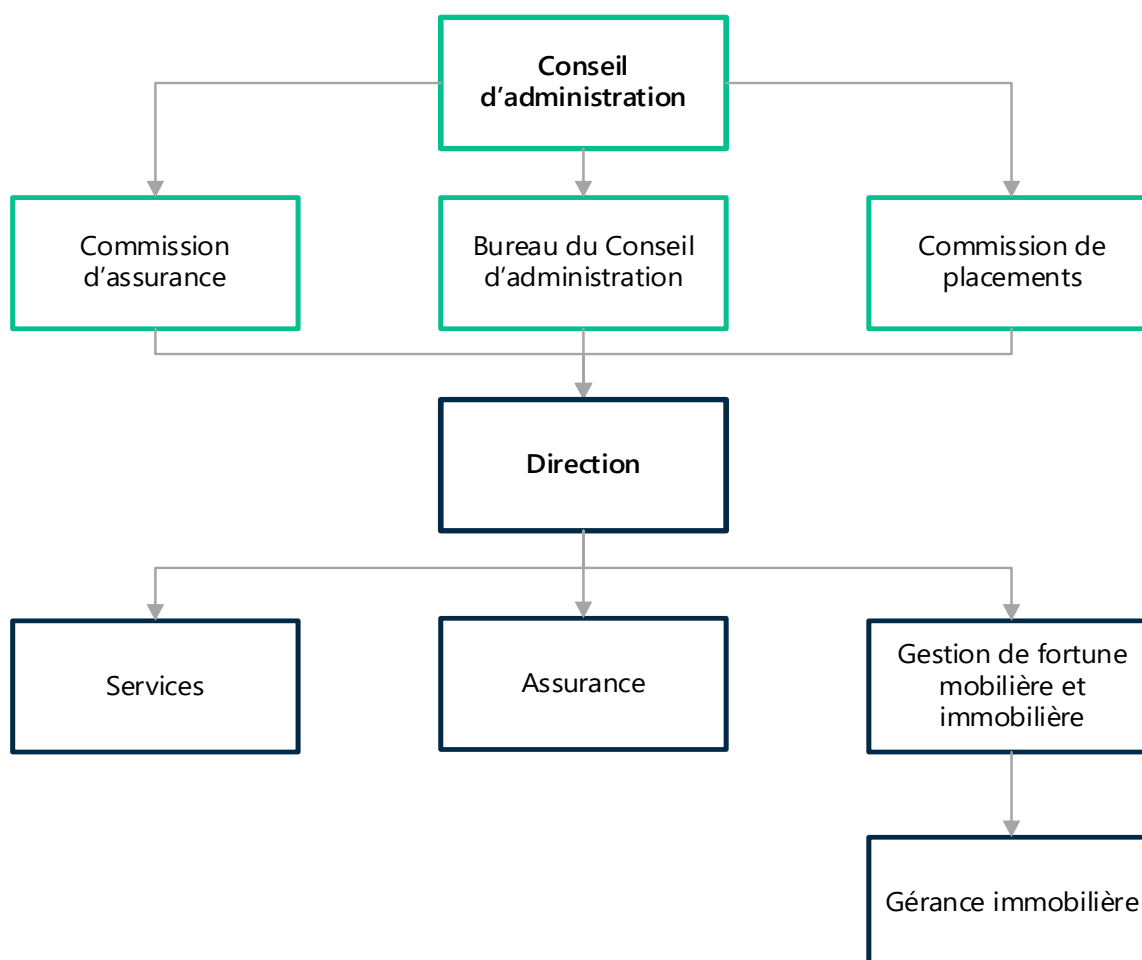 Conseil
d’administration
Commission
d’assurance
Bureau du Conseil
d’administration
Commission de
placements
Direction
Services
Assurance
Gestion de fortune
mobilière et
immobilière
Gérance immobilière